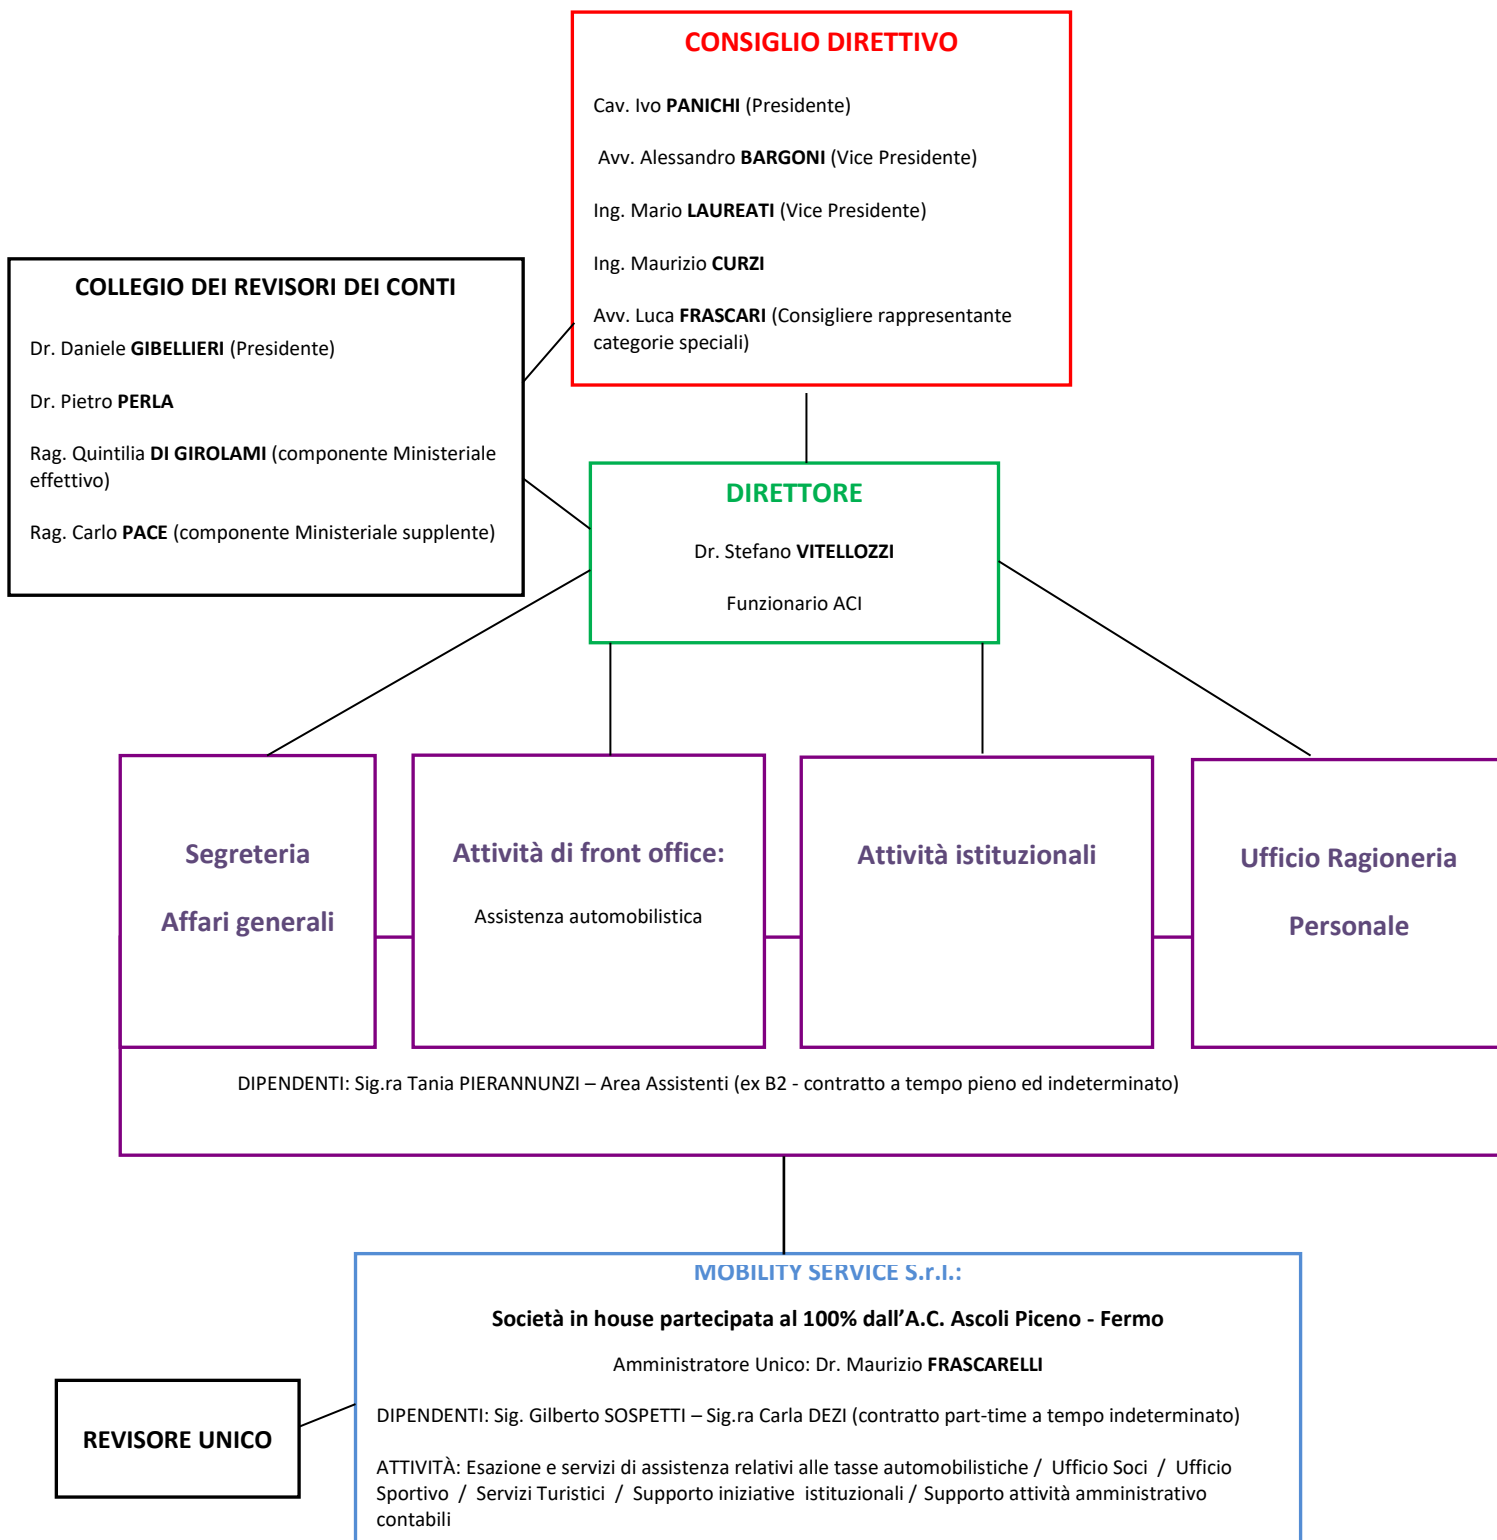 CONSIGLIO DIRETTIVO
Cav. Ivo PANICHI (Presidente)
Avv. Alessandro BARGONI (Vice Presidente)
Ing. Mario LAUREATI (Vice Presidente)
Ing. Maurizio CURZI
Avv. Luca FRASCARI (Consigliere rappresentante
categorie speciali)
COLLEGIO DEI REVISORI DEI CONTI
Dr. Daniele GIBELLIERI (Presidente)
Dr. Pietro PERLA
Rag. Quintilia DI GIROLAMI (componente Ministeriale
effettivo)
Rag. Carlo PACE (componente Ministeriale supplente)
DIRETTORE
Dr. Stefano VITELLOZZI
Funzionario ACI
Segreteria
Affari generali
Attività di front office:
Assistenza automobilistica
Attività istituzionali
Ufficio Ragioneria
Personale
DIPENDENTI: Sig.ra Tania PIERANNUNZI – Area Assistenti (ex B2 - contratto a tempo pieno ed indeterminato)
MOBILITY SERVICE S.r.l.:
Società in house partecipata al 100% dall’A.C. Ascoli Piceno - Fermo
Amministratore Unico: Dr. Maurizio FRASCARELLI
DIPENDENTI: Sig. Gilberto SOSPETTI – Sig.ra Carla DEZI (contratto part-time a tempo indeterminato)
ATTIVITÀ: Esazione e servizi di assistenza relativi alle tasse automobilistiche / Ufficio Soci / Ufficio
Sportivo / Servizi Turistici / Supporto iniziative istituzionali / Supporto attività amministrativo
contabili
REVISORE UNICO